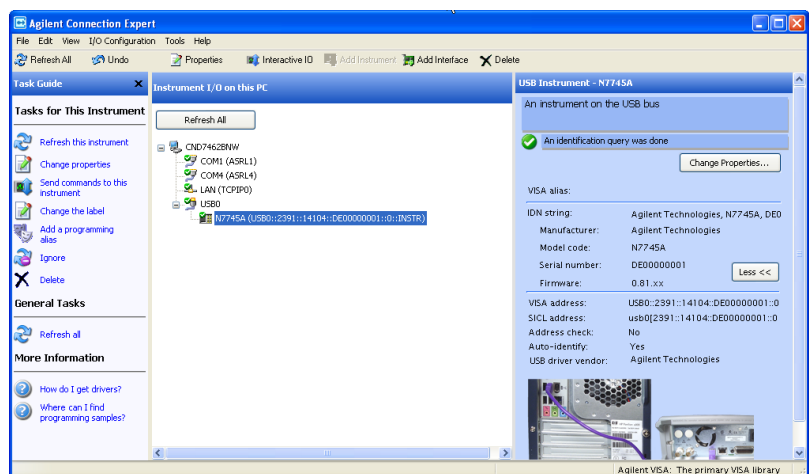 Agilent Connection Expert
File Edit View I/O Configuration Tools Help
Refresh All Undo Properties Interactive IO Add Instrument Add Interface Delete
Task Guide
Tasks for This Instrument
Refresh this instrument
Change properties
Send commands to this
instrument
Change the label
Add a programming
alias
Ignore
Delete
General Tasks
Refresh all
More Information
How do I get drivers?
Where can I find
programming samples?
Instrument I/O on this PC
Refresh All
CND7462BNW
COM1 (ASRL1)
COM4 (ASRL4)
LAN (TCPIP0)
USB0
N7745A (USB0::2391::14104::DE00000001::0::INSTR)
USB Instrument - N7745A
An instrument on the USB bus
An identification query was done
Change Properties...
VISA alias:
IDN string: Agilent Technologies, N7745A, DE0
Manufacturer: Agilent Technologies
Model code: N7745A
Serial number: DE00000001
Less <<
Firmware: 0.81.xx
VISA address: USB0::2391::14104::DE00000001::0
SICL address: usb0[2391::14104::DE00000001::0
Address check: No
Auto-identify: Yes
USB driver vendor: Agilent Technologies
Agilent VISA: The primary VISA library